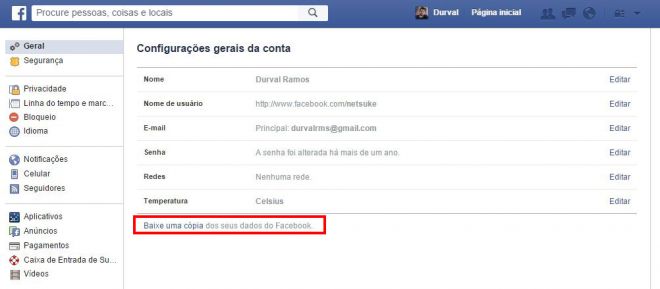 f
Procure pessoas, coisas e locais
Durval Página inicial
Geral
Segurança
Privacidade
Linha do tempo e marc...
Bloqueio
Idioma
Notificações
Celular
Seguidores
Aplicativos
Anúncios
Pagamentos
Caixa de Entrada de Su...
Vídeos
Configurações gerais da conta
Nome Durval Ramos Editar
Nome de usuário http://www.facebook.com/netsuke Editar
E-mail Principal: durvalrms@gmail.com Editar
Senha A senha foi alterada há mais de um ano. Editar
Redes Nenhuma rede. Editar
Temperatura Celsius Editar
Baixe uma cópia dos seus dados do Facebook.